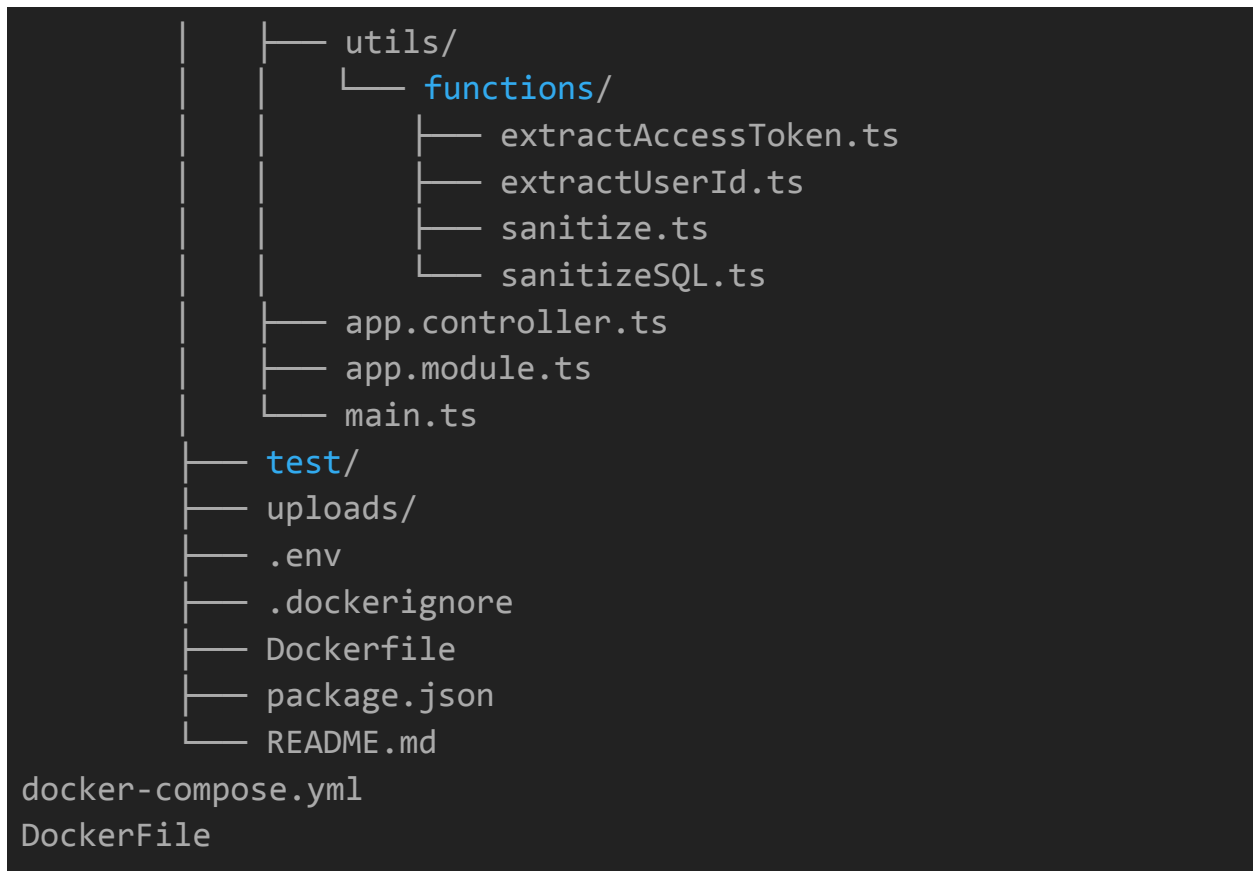 │   ├── utils/
│   │   └── functions/
│   │       ├── extractAccessToken.ts
│   │       ├── extractUserId.ts
│   │       ├── sanitize.ts
│   │       └── sanitizeSQL.ts
│   ├── app.controller.ts
│   ├── app.module.ts
│   └── main.ts
├── test/
├── uploads/
├── .env
├── .dockerignore
├── Dockerfile
├── package.json
└── README.md
docker-compose.yml
DockerFile